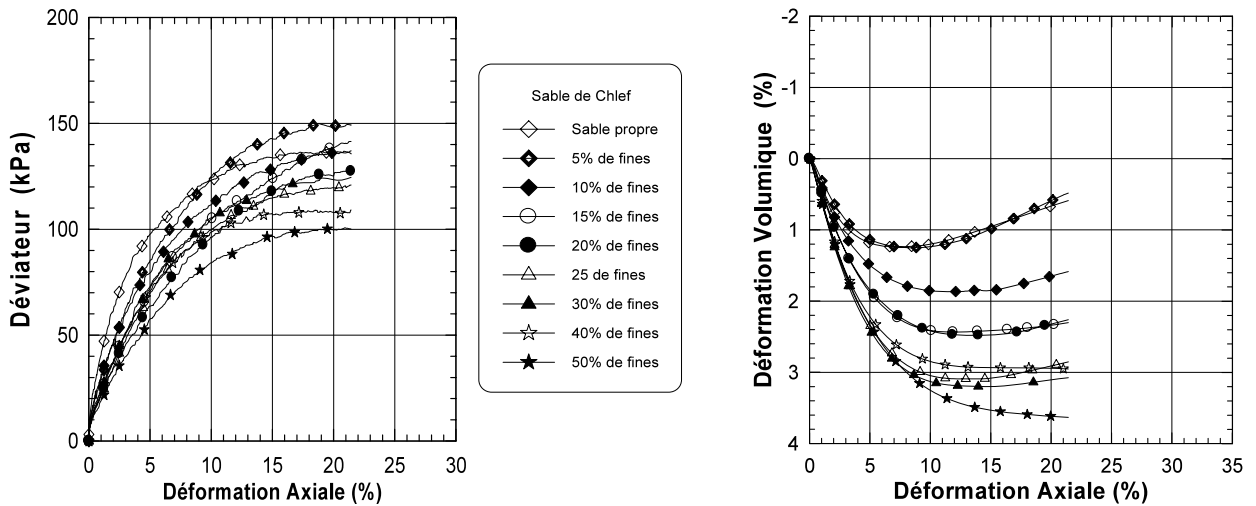 200
150
100
50
0
0 5 10 15 20 25 30
Déviateur (kPa)
Déformation Axiale (%)
Sable de Chlef
Sable propre
5% de fines
10% de fines
15% de fines
20% de fines
25 de fines
30% de fines
40% de fines
50% de fines
-2
-1
0
1
2
3
4
0 5 10 15 20 25 30 35
Déformation Volumique (%)
Déformation Axiale (%)